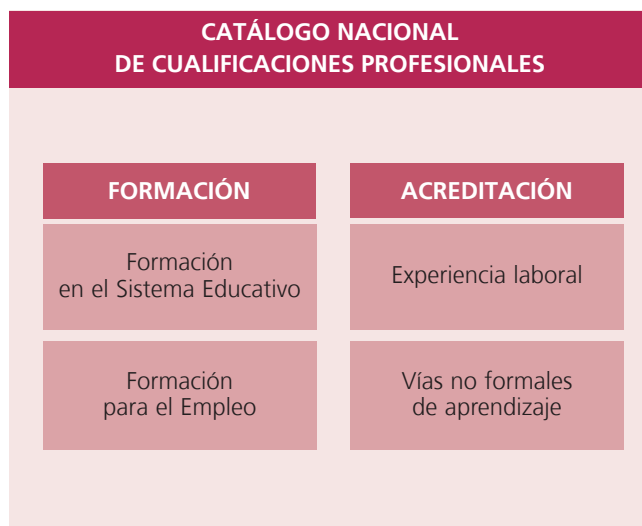 CATÁLOGO NACIONAL
DE CUALIFICACIONES PROFESIONALES
FORMACIÓN
Formación
en el Sistema Educativo
Formación
para el Empleo
ACREDITACIÓN
Experiencia laboral
Vías no formales
de aprendizaje